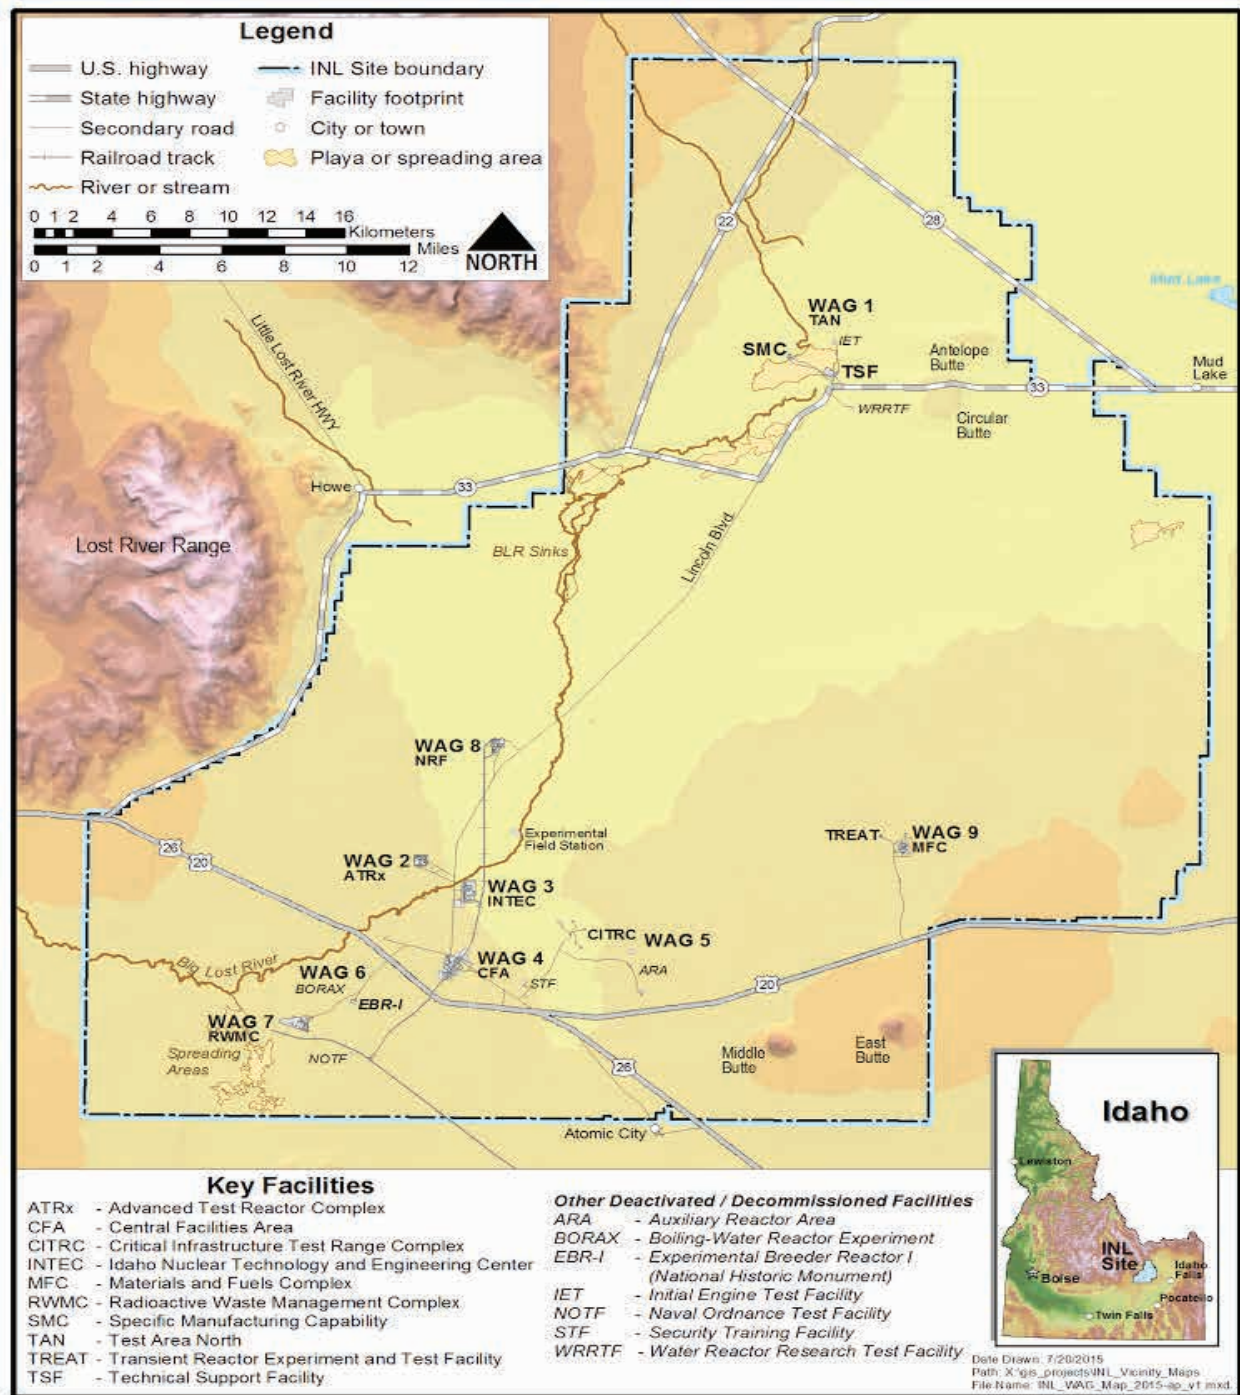 Legend
U.S. highway
INL Site boundary
State highway
Facility footprint
Secondary road
City or town
Railroad track
Playa or spreading area
River or stream
0 1 2 4 6 8 10 12 14 16
Kilometers
Miles
0 1 2 4 6 8 10 12
NORTH
22
28
Mud Lake
Little Lost River HWY
WAG 1
TAN
IET
SMC
TSF
Antelope
Butte
33
Mud
Lake
WRRTF
Circular
Butte
Howe
33
Lost River Range
BLR Sinks
Lincoln Blvd.
WAG 8
NRF
Experimental
Field Station
TREAT
WAG 9
MFC
26
20
WAG 2
ATRx
WAG 3
INTEC
CITRC
WAG 5
Big Lost River
WAG 6
BORAX
WAG 4
CFA
ARA
STF
20
EBR-I
WAG 7
RWMC
Spreading
Areas
NOTF
Middle
Butte
East
Butte
26
Atomic City
Idaho
Lewiston
INL
Site
Idaho
Falls
Boise
Pocatello
Twin Falls
Key Facilities
ATRx - Advanced Test Reactor Complex
CFA - Central Facilities Area
CITRC - Critical Infrastructure Test Range Complex
INTEC - Idaho Nuclear Technology and Engineering Center
MFC - Materials and Fuels Complex
RWMC - Radioactive Waste Management Complex
SMC - Specific Manufacturing Capability
TAN - Test Area North
TREAT - Transient Reactor Experiment and Test Facility
TSF - Technical Support Facility
Other Deactivated / Decommissioned Facilities
ARA - Auxiliary Reactor Area
BORAX - Boiling-Water Reactor Experiment
EBR-I - Experimental Breeder Reactor I
(National Historic Monument)
IET - Initial Engine Test Facility
NOTF - Naval Ordnance Test Facility
STF - Security Training Facility
WRRTF - Water Reactor Research Test Facility
Date Drawn: 7/20/2015
Path: X:\gis_projects\INL_Vicinity_Maps
File Name: INL_WAG_Map_2015-ap_v1.mxd